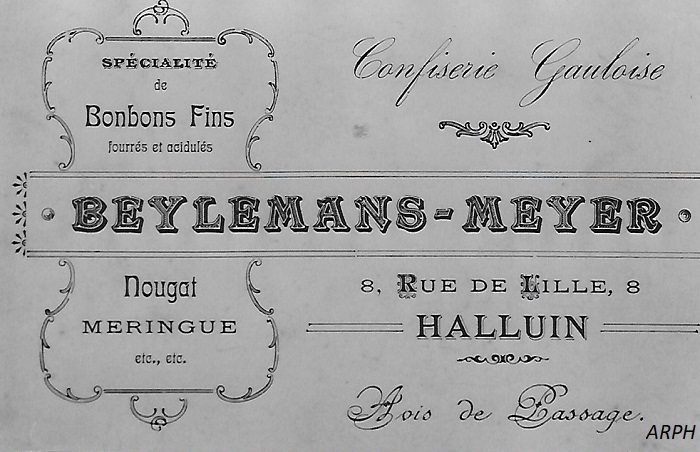 SPÉCIALITÉ
de
Bonbons Fins
fourrés et acidulés
Confiserie Gauloise
BEYLEMANS-MEYER
Nougat
MERINGUE
etc., etc.
8, RUE DE LILLE, 8
HALLUIN
Avis de Passage.
ARPH